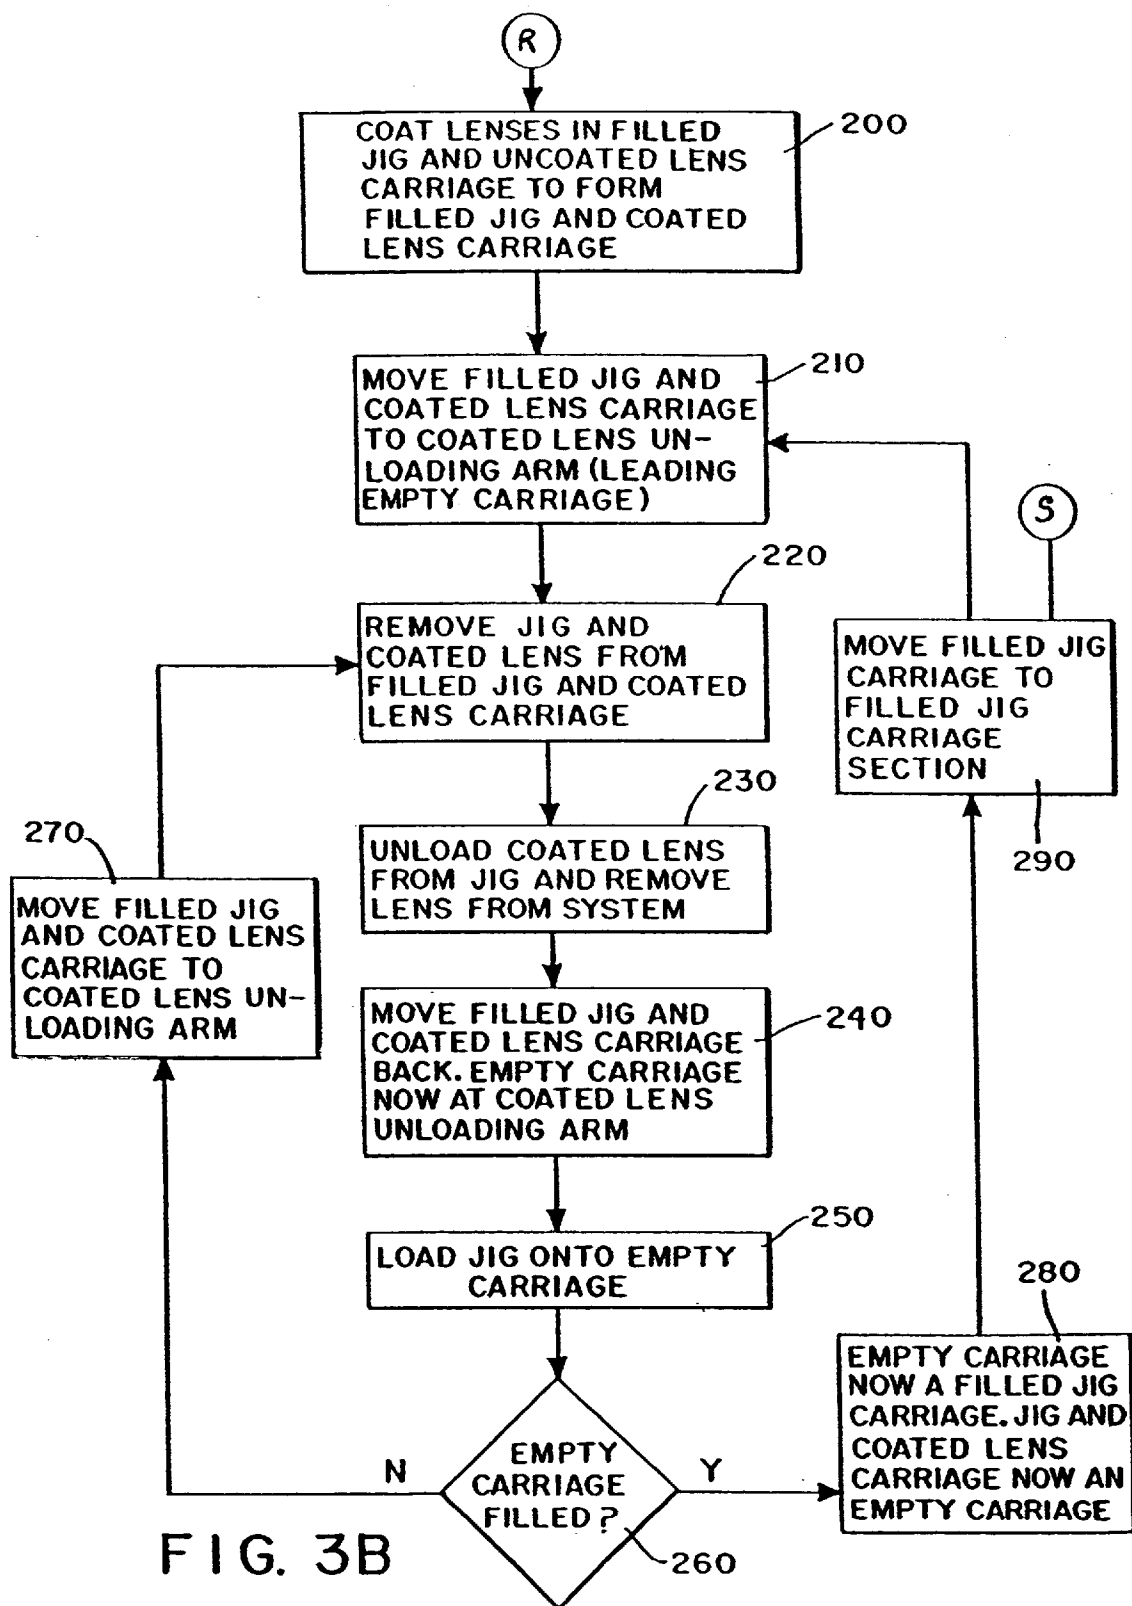 R
COAT LENSES IN FILLED
JIG AND UNCOATED LENS
CARRIAGE TO FORM
FILLED JIG AND COATED
LENS CARRIAGE
200
MOVE FILLED JIG AND
COATED LENS CARRIAGE
TO COATED LENS UN-
LOADING ARM (LEADING
EMPTY CARRIAGE)
210
S
REMOVE JIG AND
COATED LENS FROM
FILLED JIG AND COATED
LENS CARRIAGE
220
MOVE FILLED JIG
CARRIAGE TO
FILLED JIG
CARRIAGE
SECTION
290
UNLOAD COATED LENS
FROM JIG AND REMOVE
LENS FROM SYSTEM
230
270
MOVE FILLED JIG
AND COATED LENS
CARRIAGE TO
COATED LENS UN-
LOADING ARM
MOVE FILLED JIG AND
COATED LENS CARRIAGE
BACK. EMPTY CARRIAGE
NOW AT COATED LENS
UNLOADING ARM
240
LOAD JIG ONTO EMPTY
CARRIAGE
250
280
EMPTY CARRIAGE
NOW A FILLED JIG
CARRIAGE. JIG AND
COATED LENS
CARRIAGE NOW AN
EMPTY CARRIAGE
N
EMPTY
CARRIAGE
FILLED?
Y
260
FIG. 3B